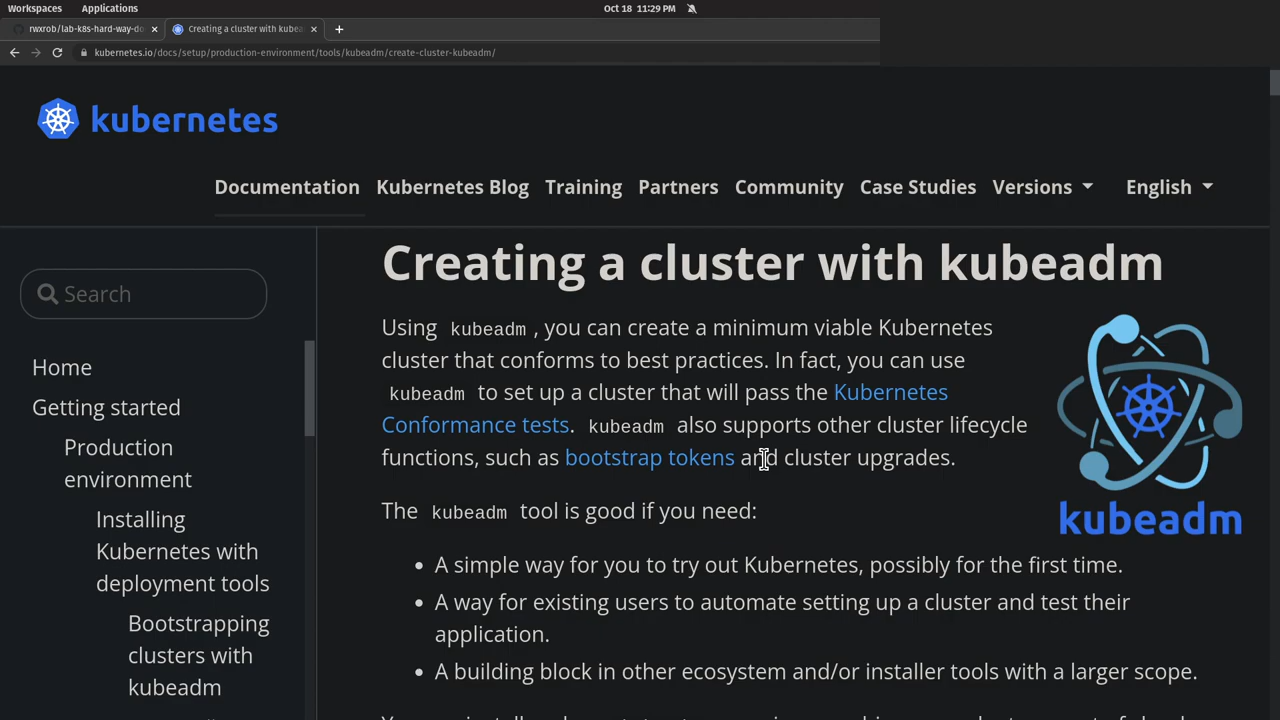 Workspaces Applications Oct 18 11:29 PM
rwxrob/lab-k8s-hard-way-do × Creating a cluster with kubea × +
kubernetes.io/docs/setup/production-environment/tools/kubeadm/create-cluster-kubeadm/
kubernetes
Documentation Kubernetes Blog Training Partners Community Case Studies Versions English
Search
Home
Getting started
Production
environment
Installing
Kubernetes with
deployment tools
Bootstrapping
clusters with
kubeadm
Creating a cluster with kubeadm
Using kubeadm, you can create a minimum viable Kubernetes
cluster that conforms to best practices. In fact, you can use
kubeadm to set up a cluster that will pass the Kubernetes
Conformance tests. kubeadm also supports other cluster lifecycle
functions, such as bootstrap tokens and cluster upgrades.
kubeadm
The kubeadm tool is good if you need:
• A simple way for you to try out Kubernetes, possibly for the first time.
• A way for existing users to automate setting up a cluster and test their
application.
• A building block in other ecosystem and/or installer tools with a larger scope.